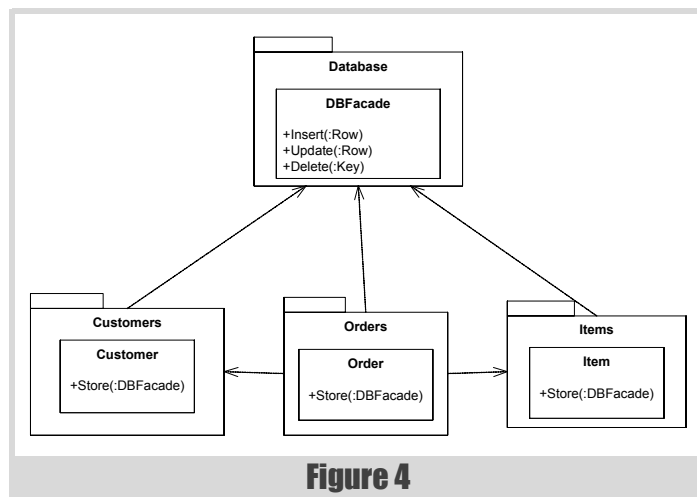 Database
DBFacade
+Insert(:Row)
+Update(:Row)
+Delete(:Key)
Customers
Customer
+Store(:DBFacade)
Orders
Order
+Store(:DBFacade)
Items
Item
+Store(:DBFacade)
Figure 4